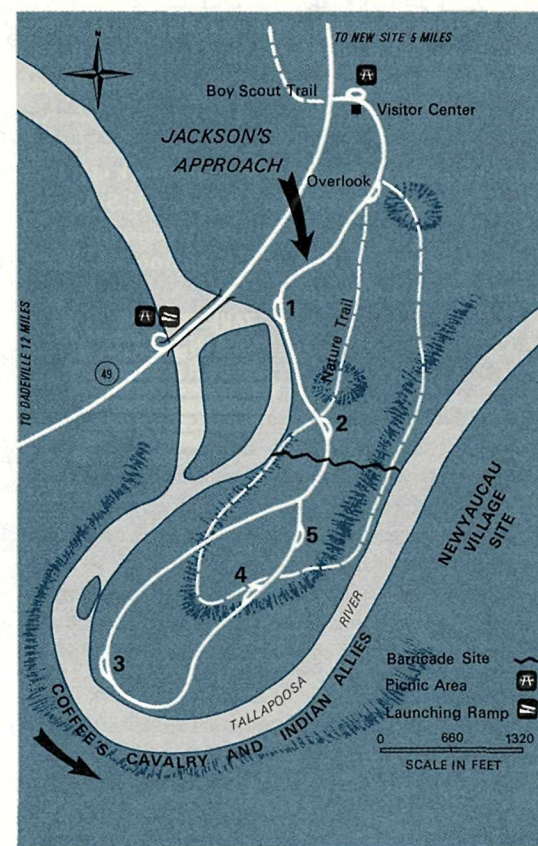 N
TO NEW SITE 5 MILES
Boy Scout Trail
Visitor Center
JACKSON'S
APPROACH
Overlook
1
Nature Trail
TO DADEVILLE 12 MILES
49
2
5
4
3
NEWYAUCAU
VILLAGE
SITE
TALLAPOOSA RIVER
COFFEE'S CAVALRY AND INDIAN ALLIES
Barricade Site
Picnic Area
Launching Ramp
0 660 1320
SCALE IN FEET